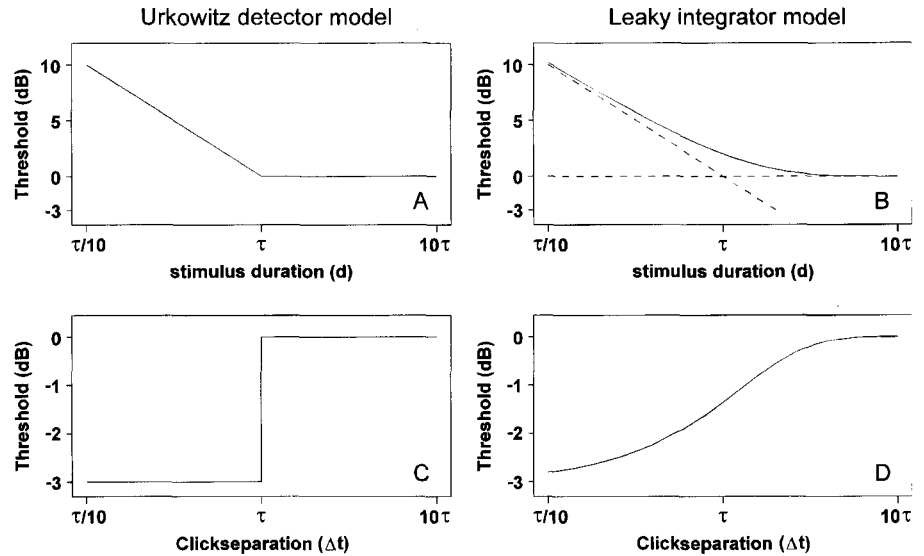 Urkowitz detector model
Leaky integrator model
Threshold (dB)
10
5
0
-3
A
τ/10
τ
10τ
stimulus duration (d)
Threshold (dB)
10
5
0
-3
B
τ/10
τ
10τ
stimulus duration (d)
Threshold (dB)
0
-1
-2
-3
C
τ/10
τ
10τ
Clickseparation (Δt)
Threshold (dB)
0
-1
-2
-3
D
τ/10
τ
10τ
Clickseparation (Δt)